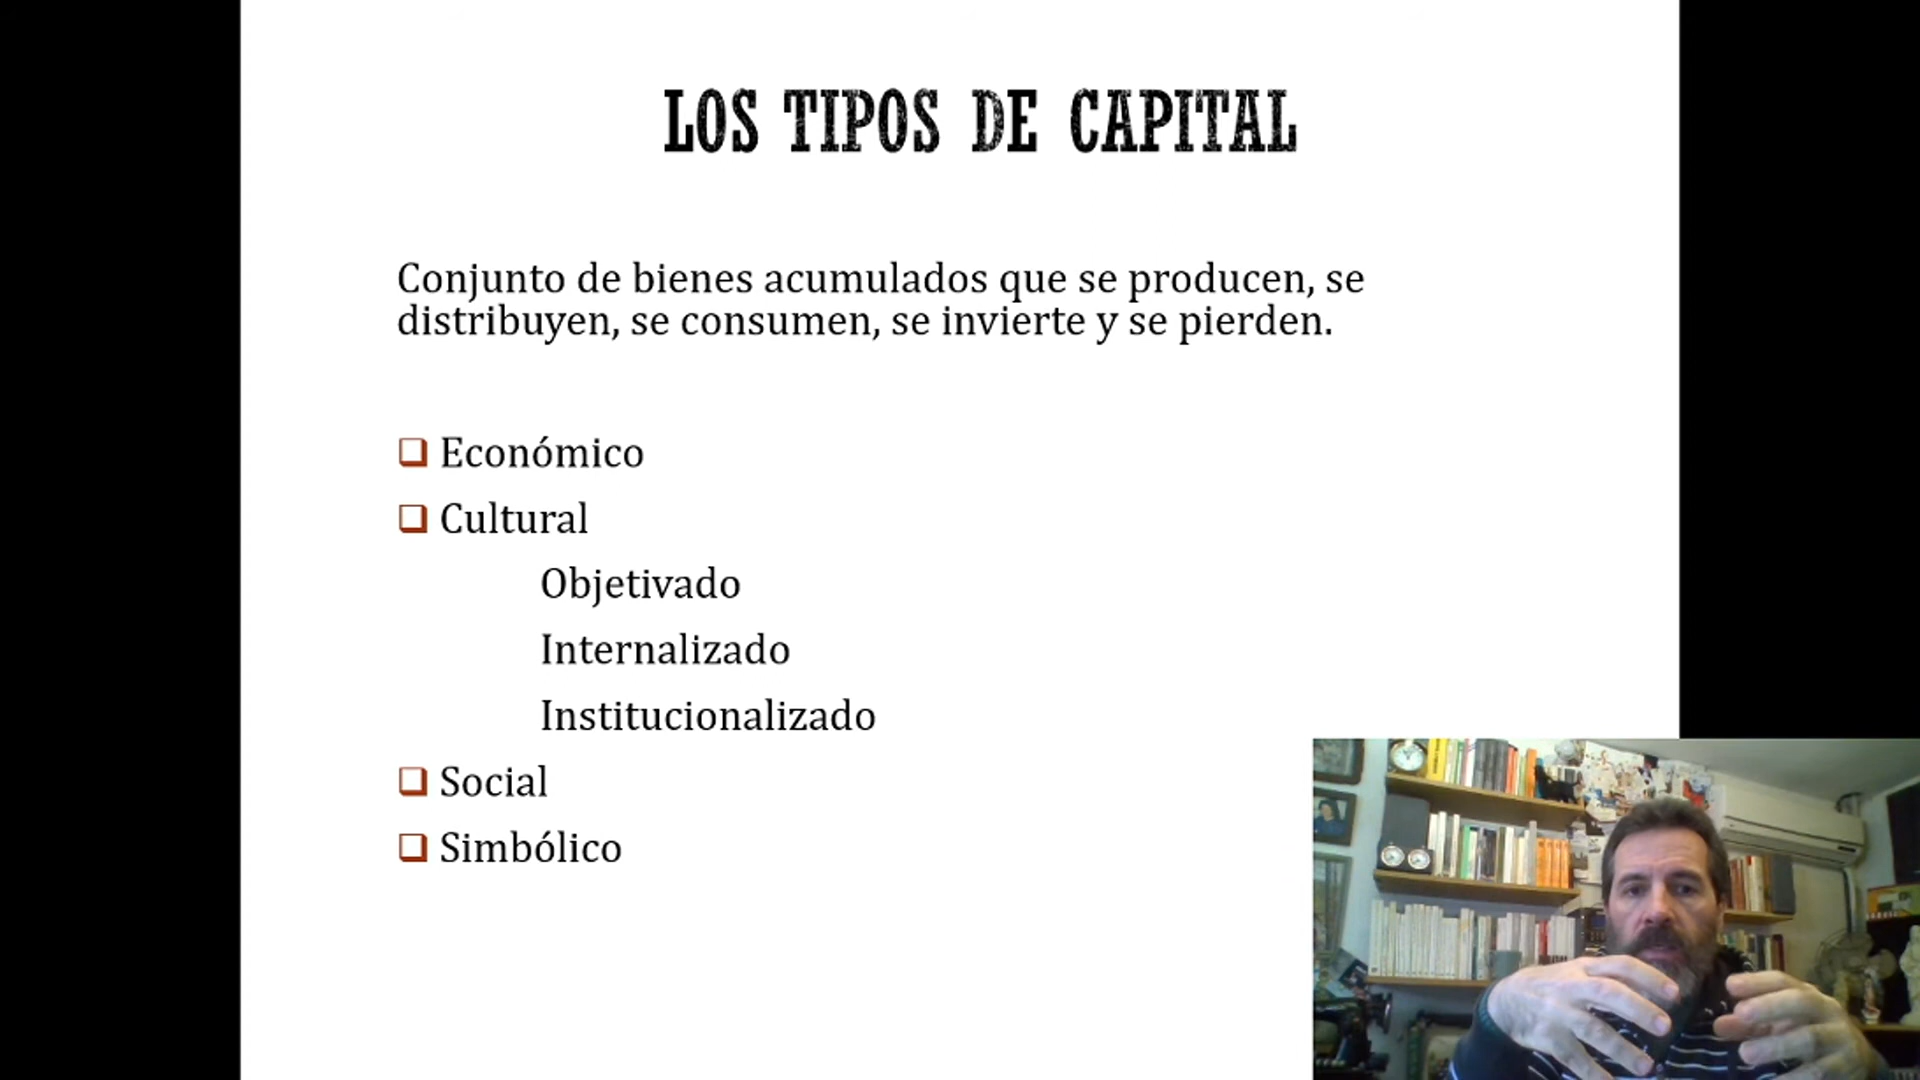 LOS TIPOS DE CAPITAL
Conjunto de bienes acumulados que se producen, se
distribuyen, se consumen, se invierte y se pierden.
Económico
Cultural
Objetivado
Internalizado
Institucionalizado
Social
Simbólico